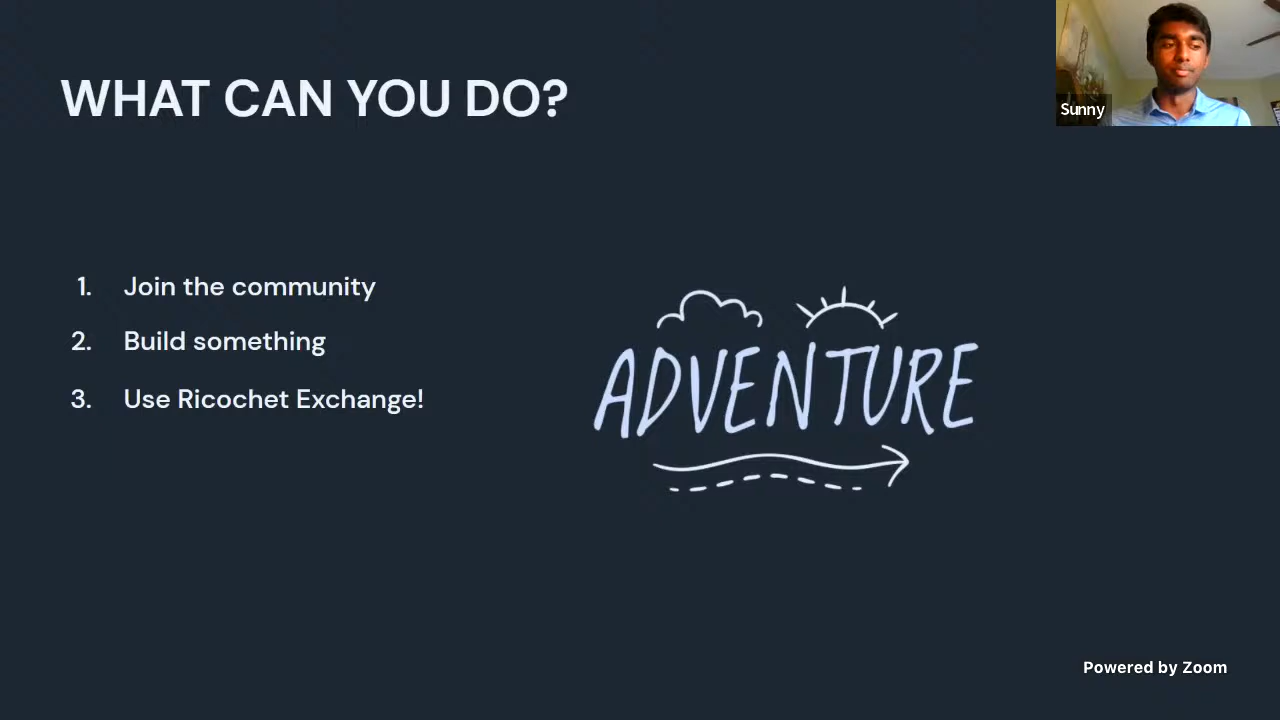 WHAT CAN YOU DO?
Sunny
1. Join the community
2. Build something
3. Use Ricochet Exchange!
ADVENTURE
Powered by Zoom